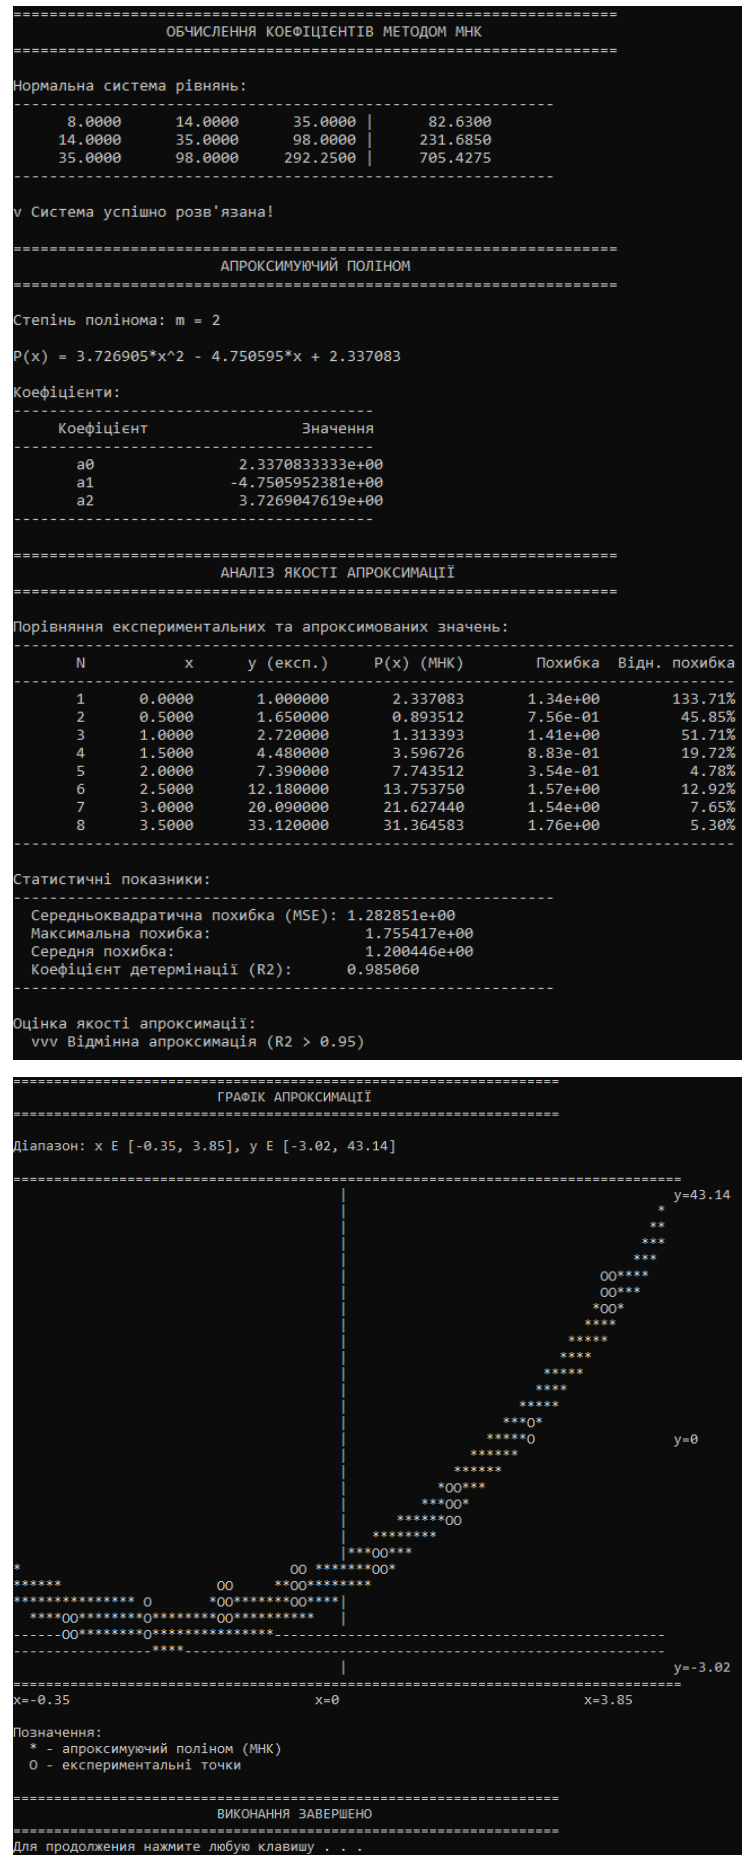 ===================================================================
ОБЧИСЛЕННЯ КОЕФІЦІЄНТІВ МЕТОДОМ МНК
===================================================================
Нормальна система рівнянь:
------------------------------------------------------------
8.0000 14.0000 35.0000 | 82.6300
14.0000 35.0000 98.0000 | 231.6850
35.0000 98.0000 292.2500 | 705.4275
------------------------------------------------------------
v Система успішно розв'язана!
===================================================================
АПРОКСИМУЮЧИЙ ПОЛІНОМ
===================================================================
Степінь полінома: m = 2
P(x) = 3.726905*x^2 - 4.750595*x + 2.337083
Коефіцієнти:
----------------------------------------
Коефіцієнт Значення
----------------------------------------
a0 2.3370833333e+00
a1 -4.7505952381e+00
a2 3.7269047619e+00
----------------------------------------
===================================================================
АНАЛІЗ ЯКОСТІ АПРОКСИМАЦІЇ
===================================================================
Порівняння експериментальних та апроксимованих значень:
--------------------------------------------------------------------------------
N x y (експ.) P(x) (МНК) Похибка Відн. похибка
--------------------------------------------------------------------------------
1 0.0000 1.000000 2.337083 1.34e+00 133.71%
2 0.5000 1.650000 0.893512 7.56e-01 45.85%
3 1.0000 2.720000 1.313393 1.41e+00 51.71%
4 1.5000 4.480000 3.596726 8.83e-01 19.72%
5 2.0000 7.390000 7.743512 3.54e-01 4.78%
6 2.5000 12.180000 13.753750 1.57e+00 12.92%
7 3.0000 20.090000 21.627440 1.54e+00 7.65%
8 3.5000 33.120000 31.364583 1.76e+00 5.30%
--------------------------------------------------------------------------------
Статистичні показники:
------------------------------------------------------------
Середньоквадратична похибка (MSE): 1.282851e+00
Максимальна похибка: 1.755417e+00
Середня похибка: 1.200446e+00
Коефіцієнт детермінації (R2): 0.985060
------------------------------------------------------------
Оцінка якості апроксимації:
vvv Відмінна апроксимація (R2 > 0.95)
===================================================================
ГРАФІК АПРОКСИМАЦІЇ
===================================================================
Діапазон: x E [-0.35, 3.85], y E [-3.02, 43.14]
y=43.14
y=0
y=-3.02
x=-0.35 x=0 x=3.85
Позначення:
* - апроксимуючий поліном (МНК)
O - експериментальні точки
===================================================================
ВИКОНАННЯ ЗАВЕРШЕНО
===================================================================
Для продолжения нажмите любую клавишу . . .